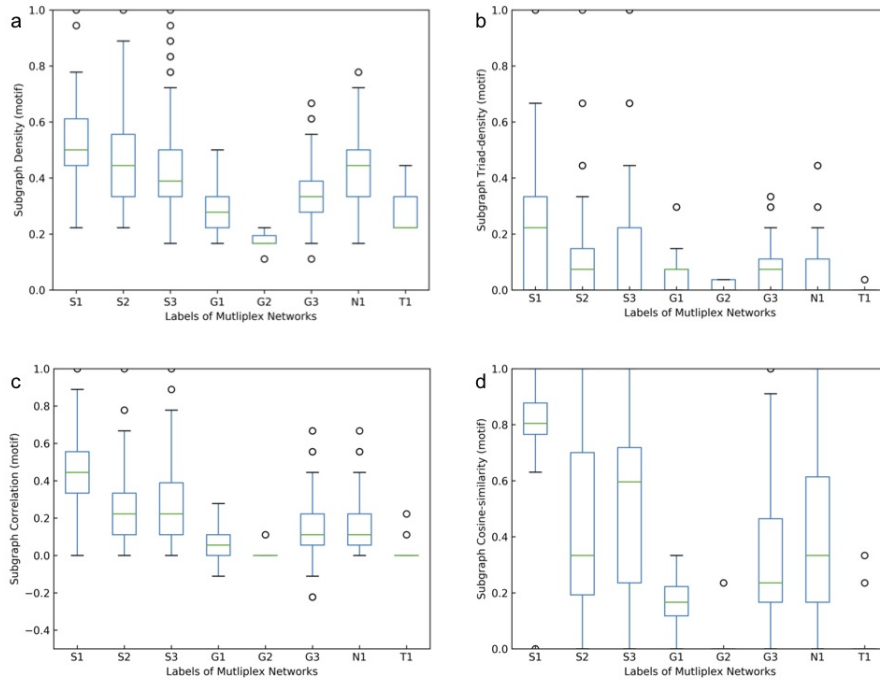 a
Subgraph Density (motif)
1.0
0.8
0.6
0.4
0.2
0.0
S1 S2 S3 G1 G2 G3 N1 T1
Labels of Mutliplex Networks
b
Subgraph Triad-density (motif)
1.0
0.8
0.6
0.4
0.2
0.0
S1 S2 S3 G1 G2 G3 N1 T1
Labels of Mutliplex Networks
c
Subgraph Correlation (motif)
1.0
0.8
0.6
0.4
0.2
0.0
−0.2
−0.4
S1 S2 S3 G1 G2 G3 N1 T1
Labels of Mutliplex Networks
d
Subgraph Cosine-similarity (motif)
1.0
0.8
0.6
0.4
0.2
0.0
S1 S2 S3 G1 G2 G3 N1 T1
Labels of Mutliplex Networks